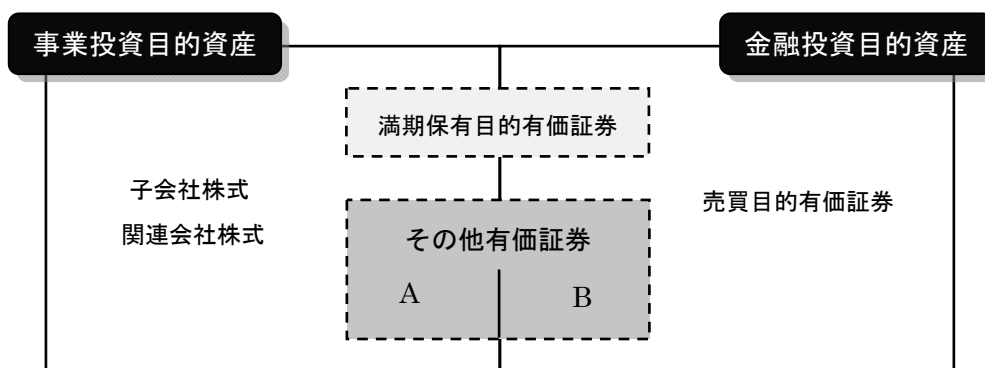 事業投資目的資産
金融投資目的資産
満期保有目的有価証券
子会社株式
関連会社株式
売買目的有価証券
その他有価証券
A
B